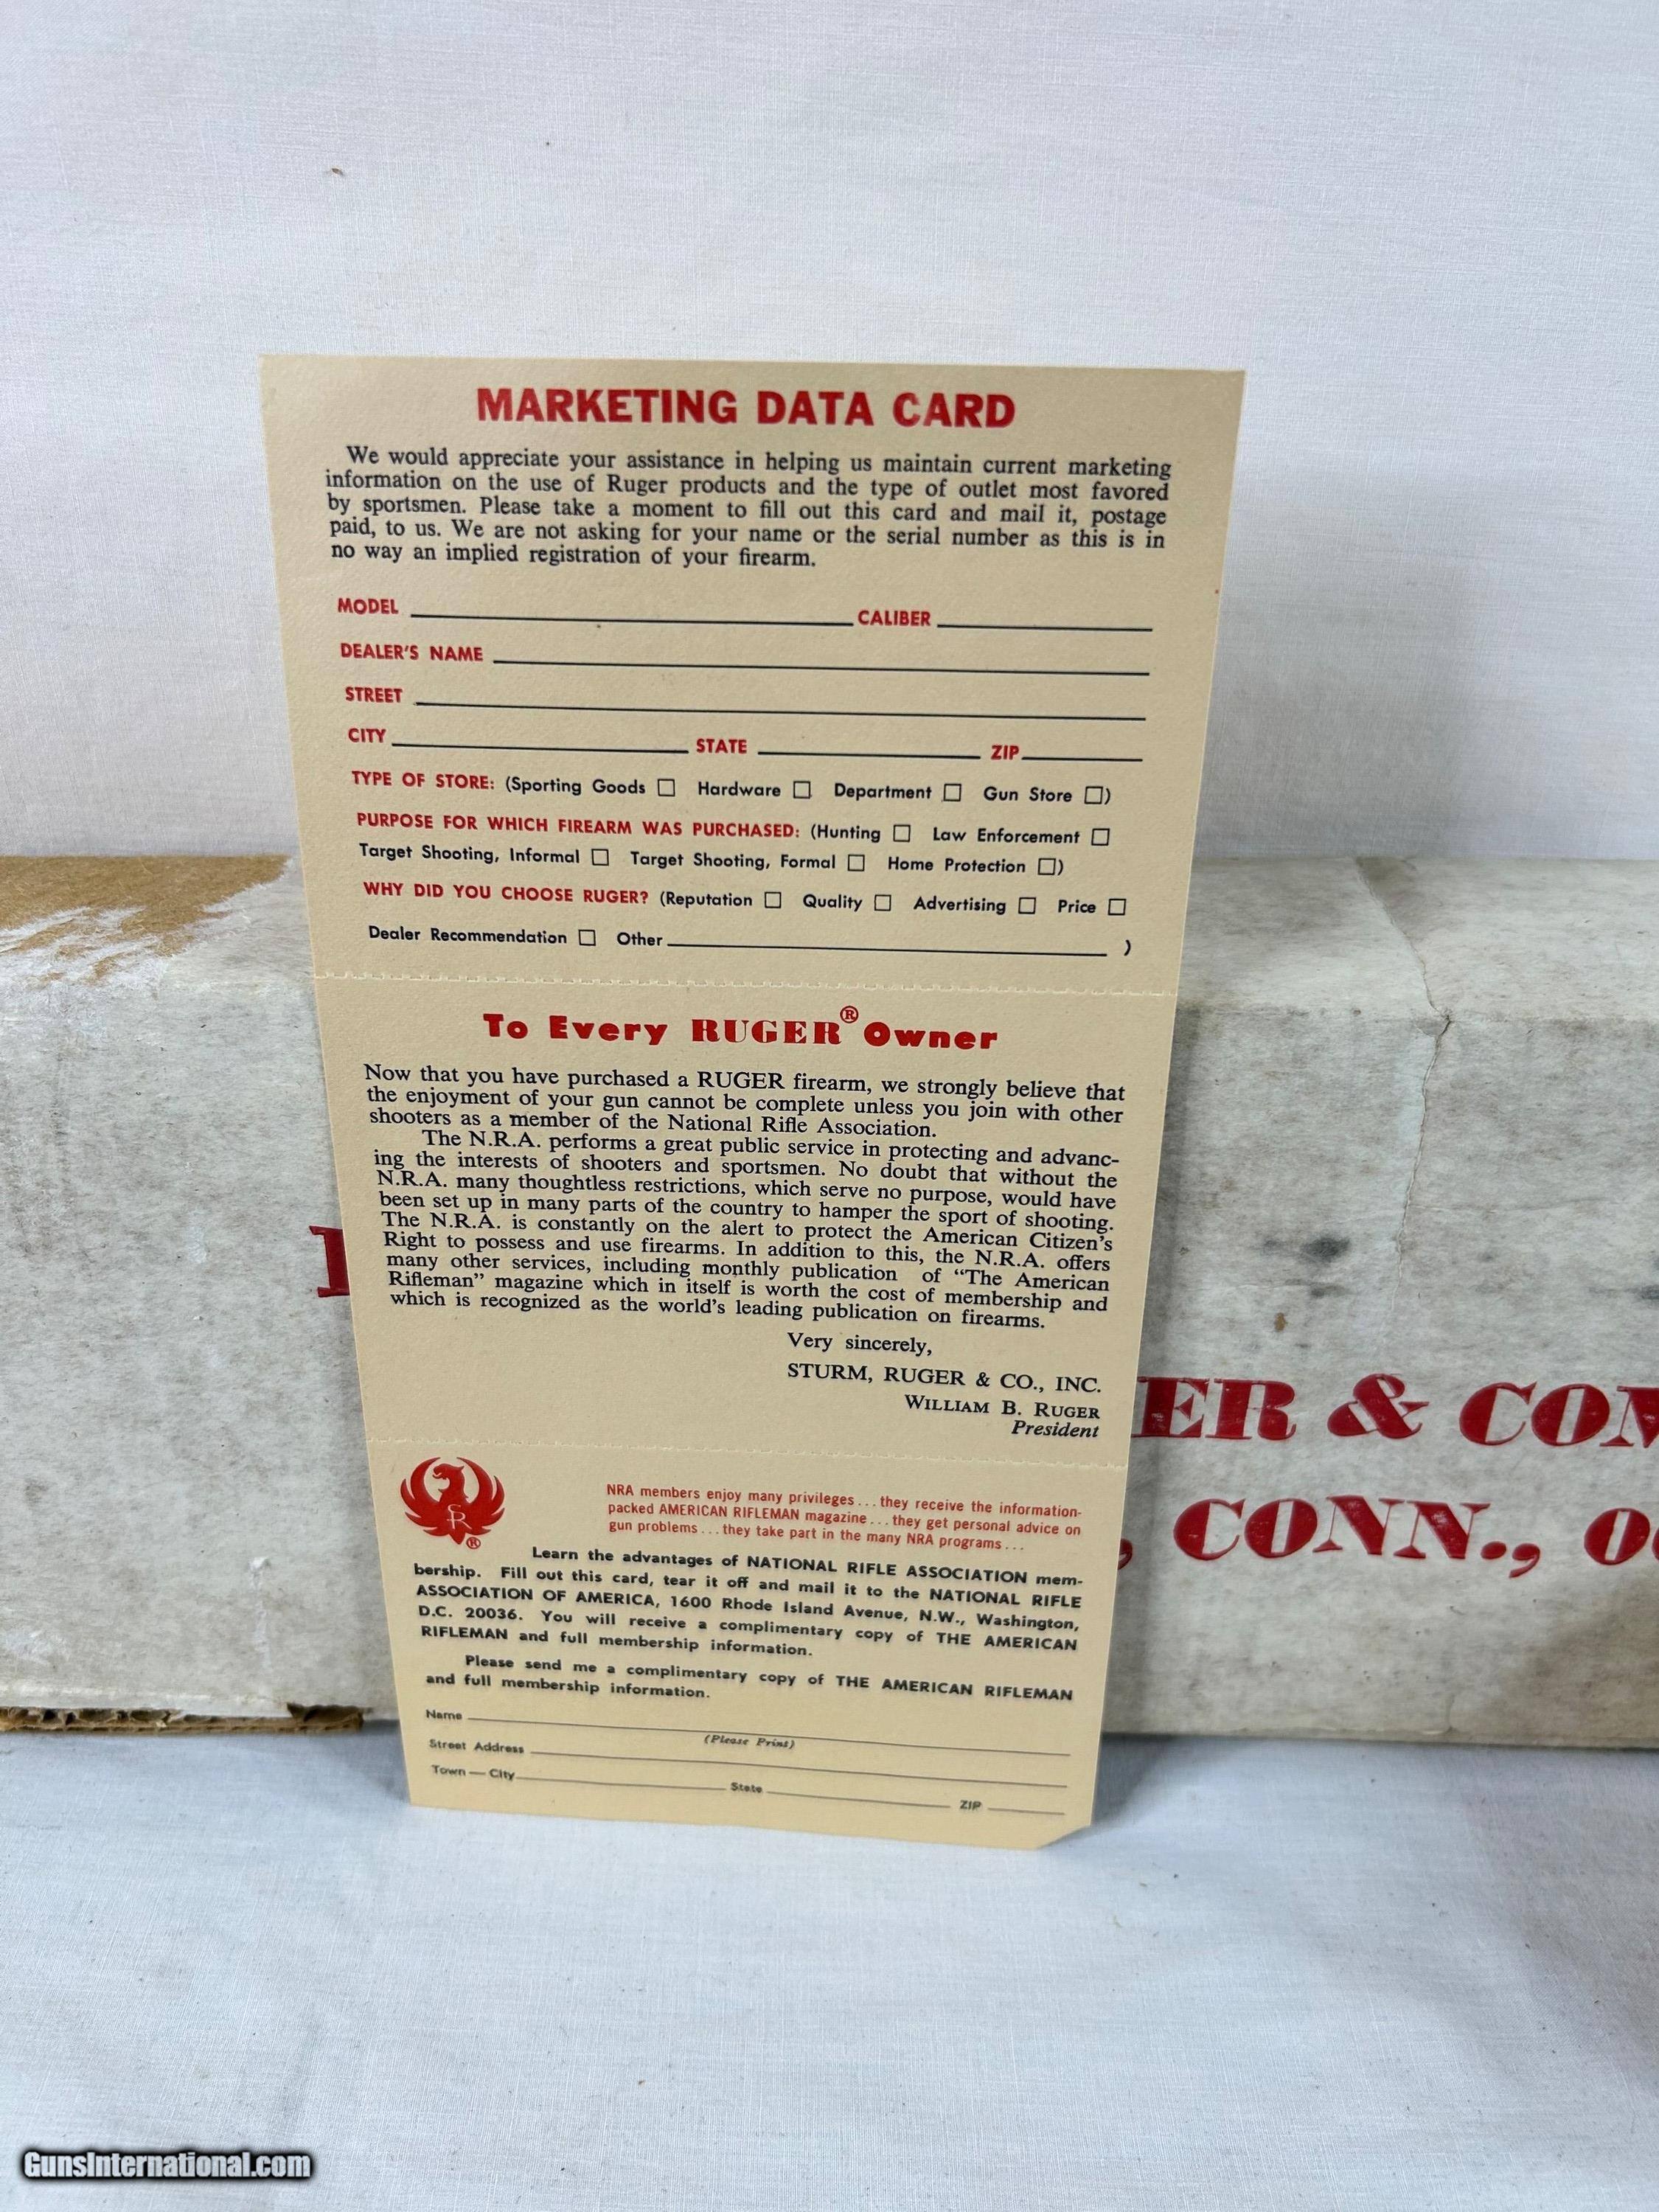 MARKETING DATA CARD
We would appreciate your assistance in helping us maintain current marketing
information on the use of Ruger products and the type of outlet most favored
by sportsmen. Please take a moment to fill out this card and mail it, postage
paid, to us. We are not asking for your name or the serial number as this is in
no way an implied registration of your firearm.
MODEL CALIBER
DEALER'S NAME
STREET
CITY STATE ZIP
TYPE OF STORE: (Sporting Goods ☐ Hardware ☐ Department ☐ Gun Store ☐)
PURPOSE FOR WHICH FIREARM WAS PURCHASED: (Hunting ☐ Law Enforcement ☐
Target Shooting, Informal ☐ Target Shooting, Formal ☐ Home Protection ☐)
WHY DID YOU CHOOSE RUGER? (Reputation ☐ Quality ☐ Advertising ☐ Price ☐
Dealer Recommendation ☐ Other )
To Every RUGER® Owner
Now that you have purchased a RUGER firearm, we strongly believe that
the enjoyment of your gun cannot be complete unless you join with other
shooters as a member of the National Rifle Association.
The N.R.A. performs a great public service in protecting and advanc-
ing the interests of shooters and sportsmen. No doubt that without the
N.R.A. many thoughtless restrictions, which serve no purpose, would have
been set up in many parts of the country to hamper the sport of shooting.
The N.R.A. is constantly on the alert to protect the American Citizen's
Right to possess and use firearms. In addition to this, the N.R.A. offers
many other services, including monthly publication of "The American
Rifleman" magazine which in itself is worth the cost of membership and
which is recognized as the world's leading publication on firearms.
Very sincerely,
STURM, RUGER & CO., INC.
WILLIAM B. RUGER
President
ER & COM
, CONN., 0
NRA members enjoy many privileges...they receive the information-
packed AMERICAN RIFLEMAN magazine...they get personal advice on
gun problems...they take part in the many NRA programs...
®
Learn the advantages of NATIONAL RIFLE ASSOCIATION mem-
bership. Fill out this card, tear it off and mail it to the NATIONAL RIFLE
ASSOCIATION OF AMERICA, 1600 Rhode Island Avenue, N.W., Washington,
D.C. 20036. You will receive a complimentary copy of THE AMERICAN
RIFLEMAN and full membership information.
Please send me a complimentary copy of THE AMERICAN RIFLEMAN
and full membership information.
Name
(Please Print)
Street Address
Town — City State ZIP
GunsInternational.com